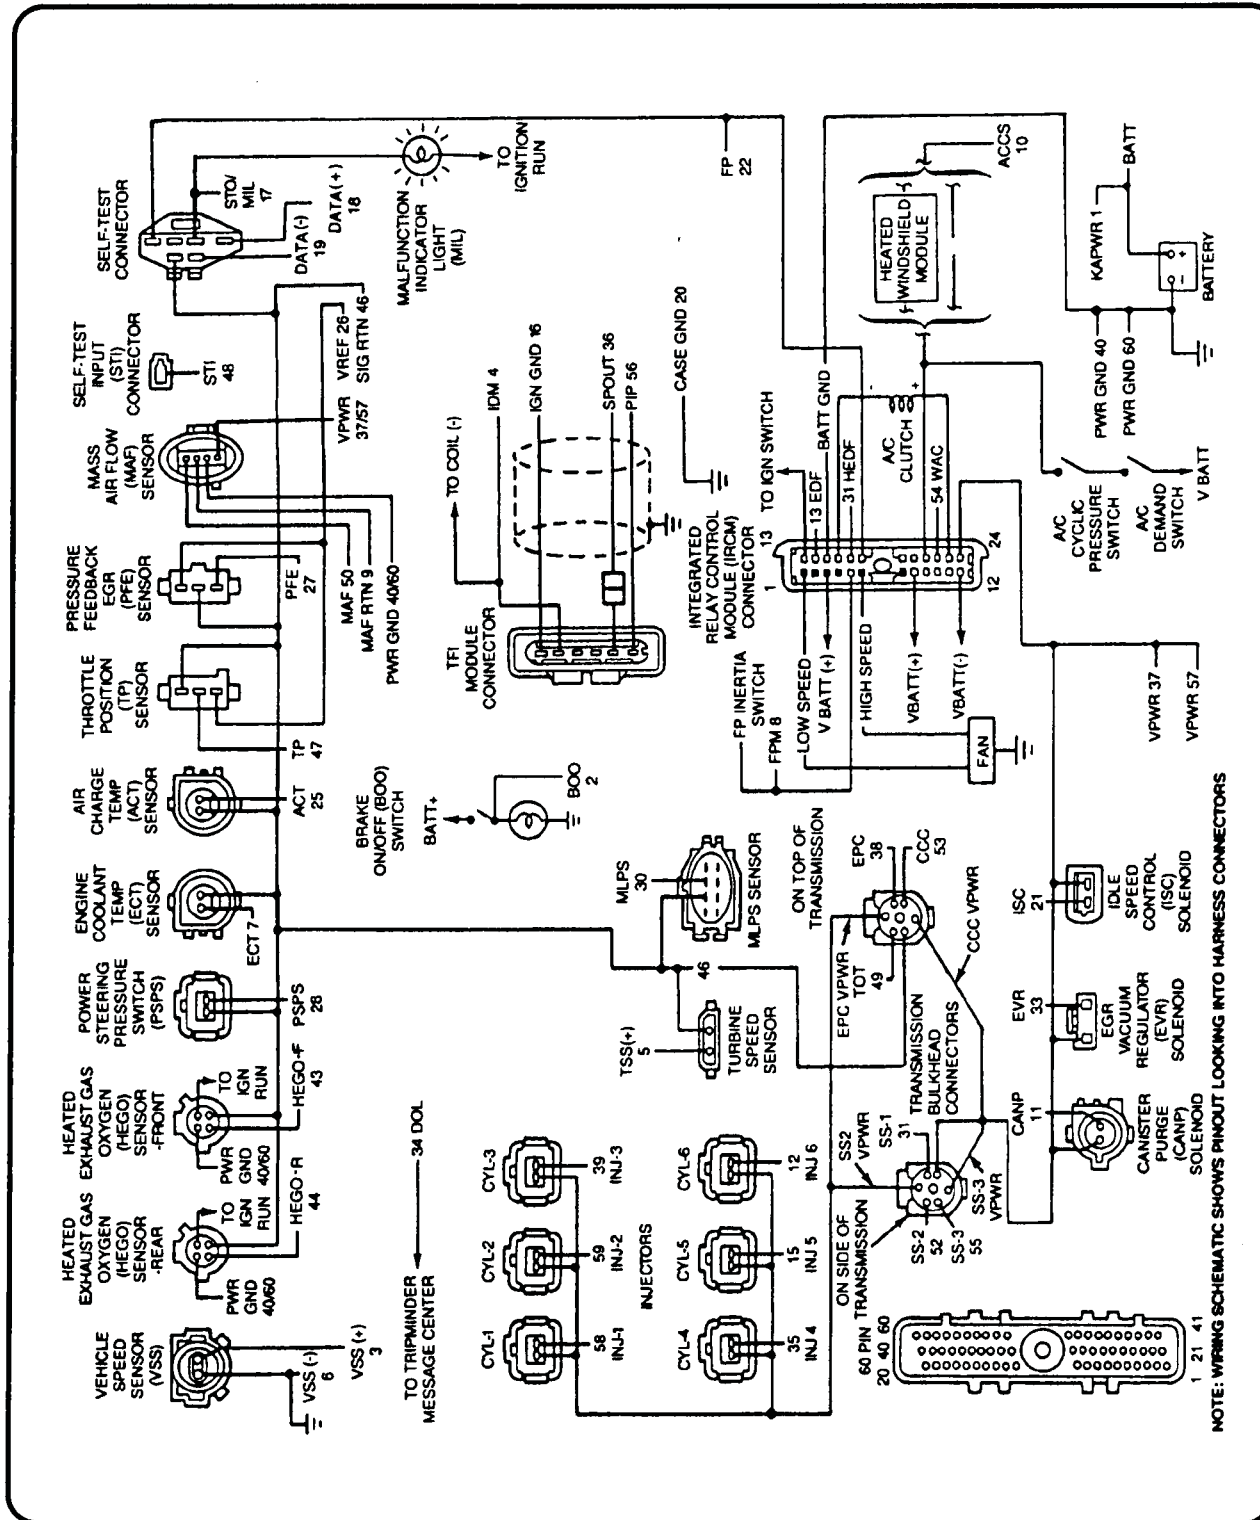 VEHICLE
SPEED
SENSOR
(VSS)
VSS (-)
6
VSS (+)
3
HEATED
EXHAUST GAS
OXYGEN
(HEGO)
SENSOR
-REAR
PWR
GND
40/60
TO
IGN
RUN
HEGO-R
44
HEATED
EXHAUST GAS
OXYGEN
(HEGO)
SENSOR
-FRONT
PWR
GND
40/60
TO
IGN
RUN
HEGO-F
43
POWER
STEERING
PRESSURE
SWITCH
(PSPS)
PSPS
28
ENGINE
COOLANT
TEMP
(ECT)
SENSOR
ECT 7
AIR
CHARGE
TEMP
(ACT)
SENSOR
ACT
25
THROTTLE
POSITION
(TP)
SENSOR
TP
47
PRESSURE
FEEDBACK
EGR
(PFE)
SENSOR
PFE
27
MASS
AIR FLOW
(MAF)
SENSOR
MAF 50
MAF RTN 9
PWR GND 40/60
VPWR
37/57
SELF-TEST
INPUT
(STI)
CONNECTOR
STI
48
VREF 26
SIG RTN 46
SELF-TEST
CONNECTOR
STO/
MIL
17
DATA (-)
19
DATA (+)
18
MALFUNCTION
INDICATOR
LIGHT
(MIL)
TO
IGNITION
RUN
TO TRIPMINDER
MESSAGE CENTER
34 DOL
BRAKE
ON/OFF (BOO)
SWITCH
BATT+
BOO
2
TFI
MODULE
CONNECTOR
TO COIL (-)
IDM 4
IGN GND 16
SPOUT 36
PIP 56
CASE GND 20
CYL-1
58
INJ-1
CYL-2
59
INJ-2
CYL-3
39
INJ-3
INJECTORS
CYL-4
35
INJ 4
CYL-5
15
INJ 5
CYL-6
12
INJ 6
TSS(+)
5
TURBINE
SPEED
SENSOR
46
MLPS
30
MLPS SENSOR
FP INERTIA
SWITCH
FPM 8
LOW SPEED
V BATT (+)
HIGH SPEED
VBATT(+)
VBATT(-)
FAN
INTEGRATED
RELAY CONTROL
MODULE (IRCM)
CONNECTOR
1
13
12
24
TO IGN SWITCH
13 EDF
BATT GND
31 HEDF
A/C
CLUTCH
+
54 WAC
FP
22
HEATED
WINDSHIELD
MODULE
ACCS
10
ON TOP OF
TRANSMISSION
EPC
38
CCC
53
EPC VPWR
TOT
49
CCC VPWR
TRANSMISSION
BULKHEAD
CONNECTORS
ON SIDE OF
TRANSMISSION
SS2
VPWR
SS-1
31
SS-2
52
SS-3
55
SS-3
VPWR
60 PIN
20 40 60
1 21 41
CANP
11
CANISTER
PURGE
(CANP)
SOLENOID
EVR
33
EGR
VACUUM
REGULATOR
(EVR)
SOLENOID
ISC
21
IDLE
SPEED
CONTROL
(ISC)
SOLENOID
VPWR 37
VPWR 57
A/C
CYCLIC
PRESSURE
SWITCH
A/C
DEMAND
SWITCH
V BATT
PWR GND 40
PWR GND 60
KAPWR 1
BATT
- +
BATTERY
NOTE: WIRING SCHEMATIC SHOWS PINOUT LOOKING INTO HARNESS CONNECTORS